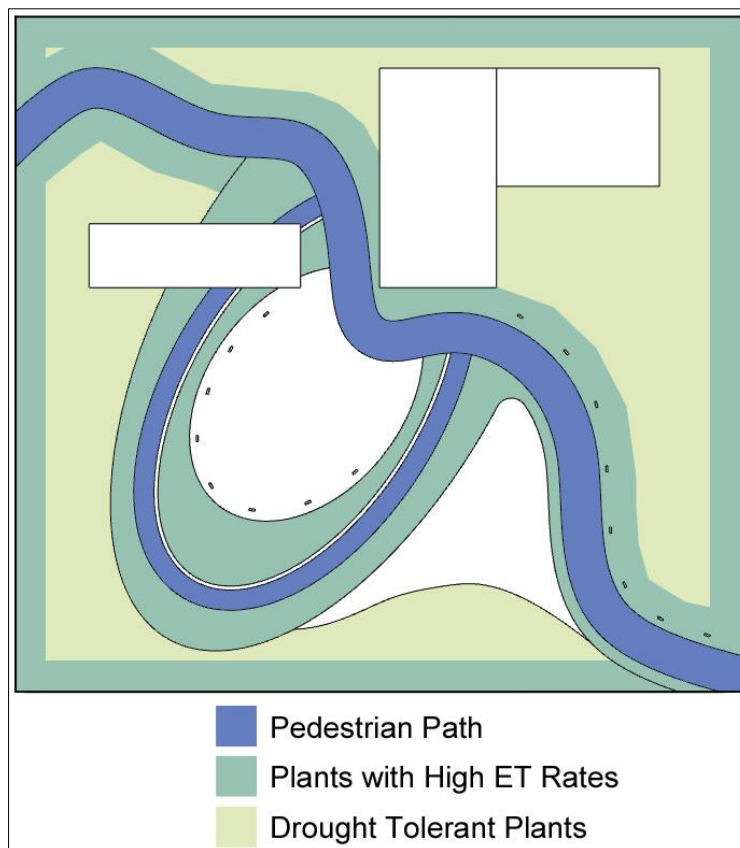 Pedestrian Path
Plants with High ET Rates
Drought Tolerant Plants